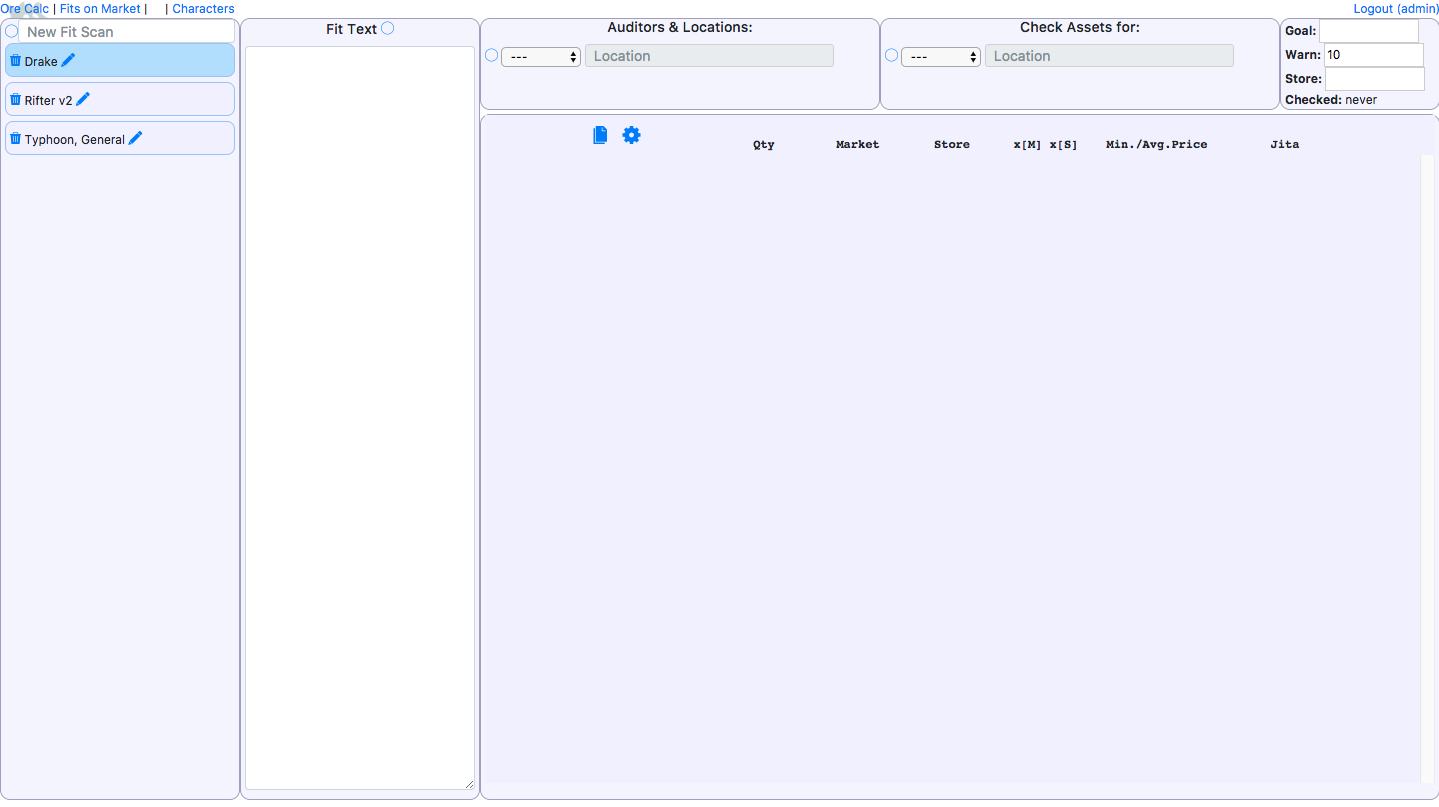 Ore Calc | Fits on Market | | Characters
Logout (admin)
New Fit Scan
Drake
Rifter v2
Typhoon, General
Fit Text
Auditors & Locations:
--- Location
Check Assets for:
--- Location
Goal:
Warn: 10
Store:
Checked: never
Qty Market Store x[M] x[S] Min./Avg.Price Jita